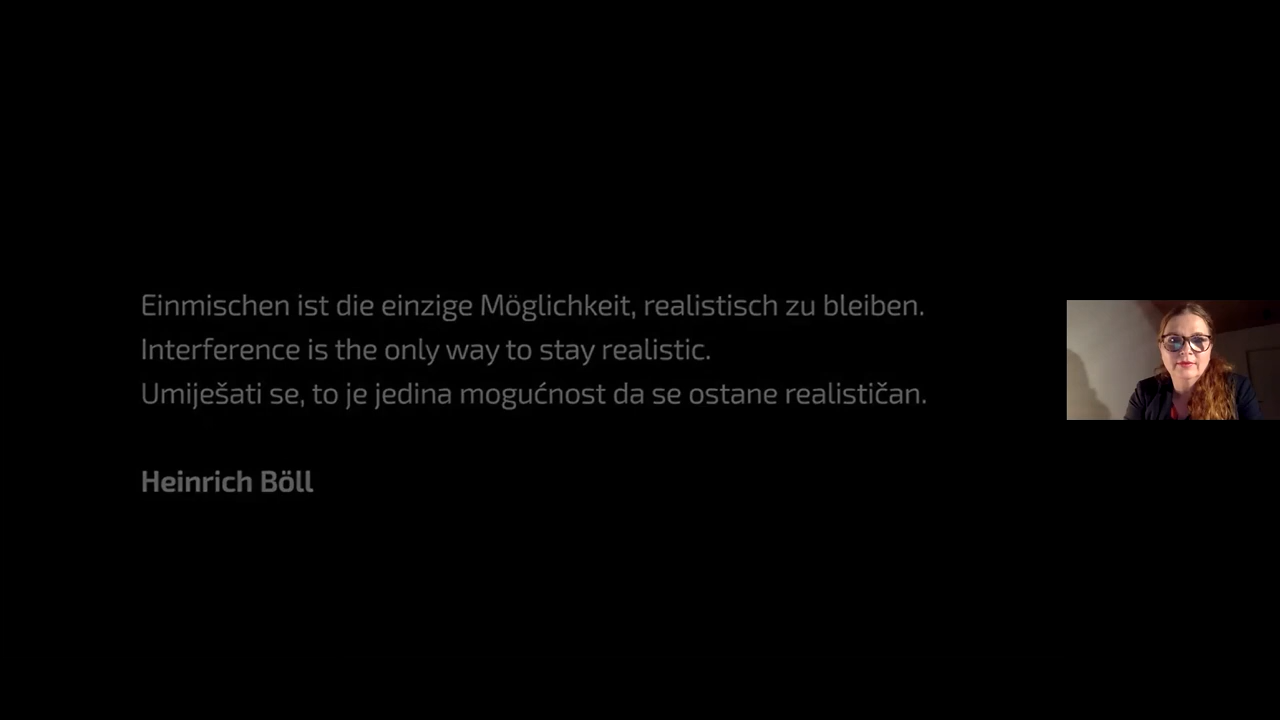 Einmischen ist die einzige Möglichkeit, realistisch zu bleiben.
Interference is the only way to stay realistic.
Umiješati se, to je jedina mogućnost da se ostane realističan.
Heinrich Böll